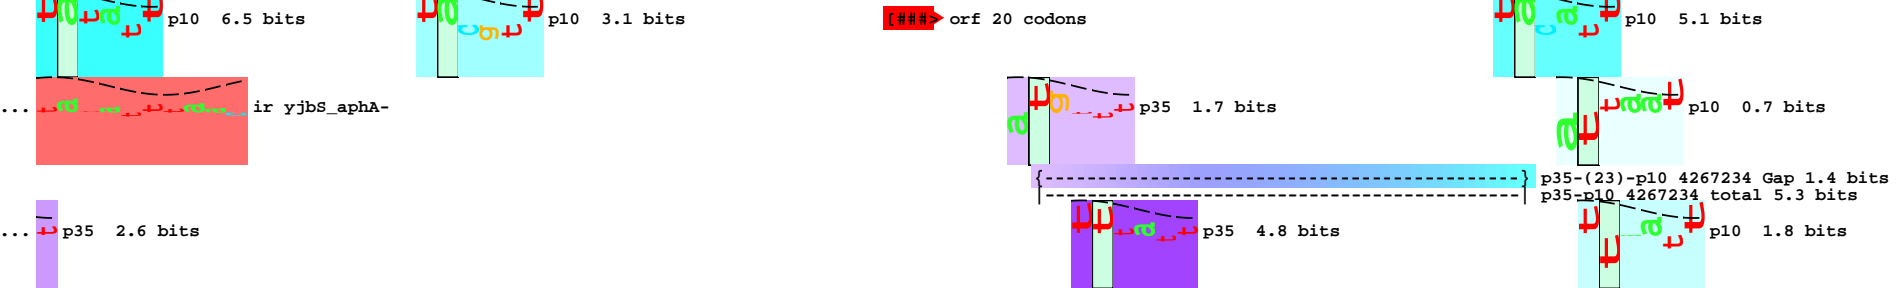 p10 6.5 bits
p10 3.1 bits
[###> orf 20 codons
p10 5.1 bits
... ir yjbS_aphA-
p35 1.7 bits
p10 0.7 bits
{-----------------------------------------------} p35-(23)-p10 4267234 Gap 1.4 bits
|-----------------------------------------------| p35-p10 4267234 total 5.3 bits
... p35 2.6 bits
p35 4.8 bits
p10 1.8 bits